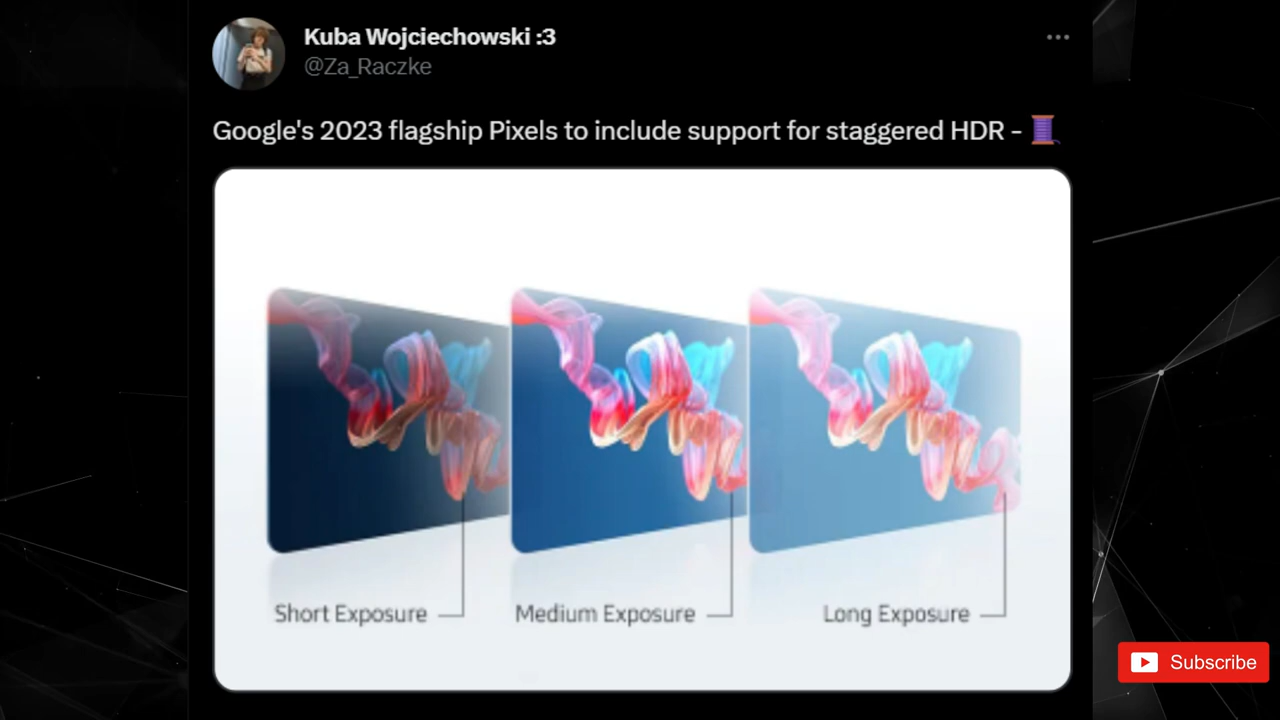 Kuba Wojciechowski :3
@Za_Raczke
Google's 2023 flagship Pixels to include support for staggered HDR - 🧵
Short Exposure
Medium Exposure
Long Exposure
Subscribe